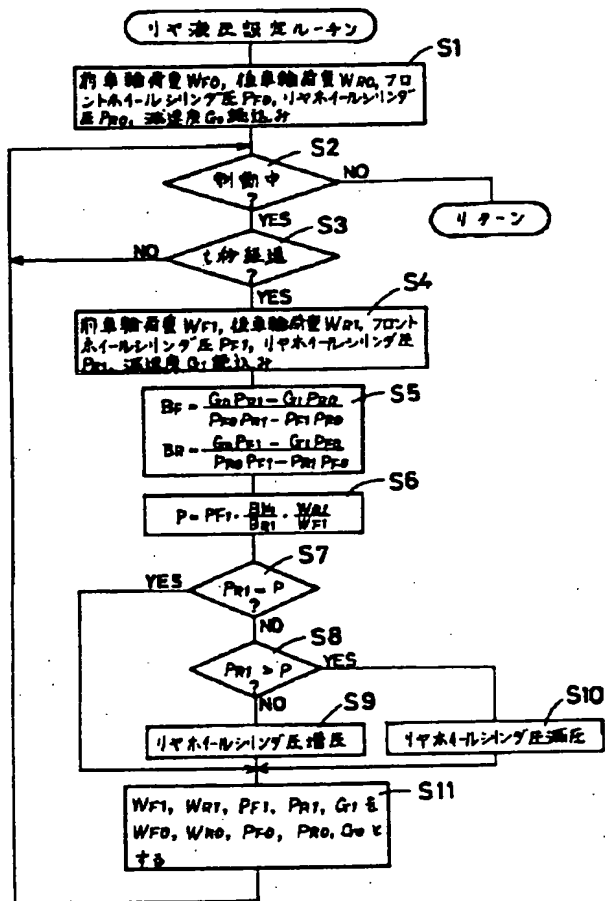 リヤ液圧設定ルーチン
S1
前車輪荷重WF0, 後車輪荷重WR0, フロ
ントホイールシリンダ圧PF0, リヤホイールシリンダ
圧PR0, 減速度G0読込み
S2
制動中
?
NO
YES
リターン
S3
t秒経過
?
NO
YES
S4
前車輪荷重WF1, 後車輪荷重WR1, フロント
ホイールシリンダ圧PF1, リヤホイールシリンダ圧
PR1, 減速度G1読込み
S5
BF = G0PR1 - G1PR0 / PF0PR1 - PF1PR0
BR = G0PF1 - G1PF0 / PR0PF1 - PR1PF0
S6
P = PF1 · BF1 / BR1 · WR1 / WF1
S7
YES
PR1 = P
?
NO
S8
PR1 > P
?
YES
NO
S9
リヤホイールシリンダ圧増圧
S10
リヤホイールシリンダ圧減圧
S11
WF1, WR1, PF1, PR1, G1を
WF0, WR0, PF0, PR0, G0と
する